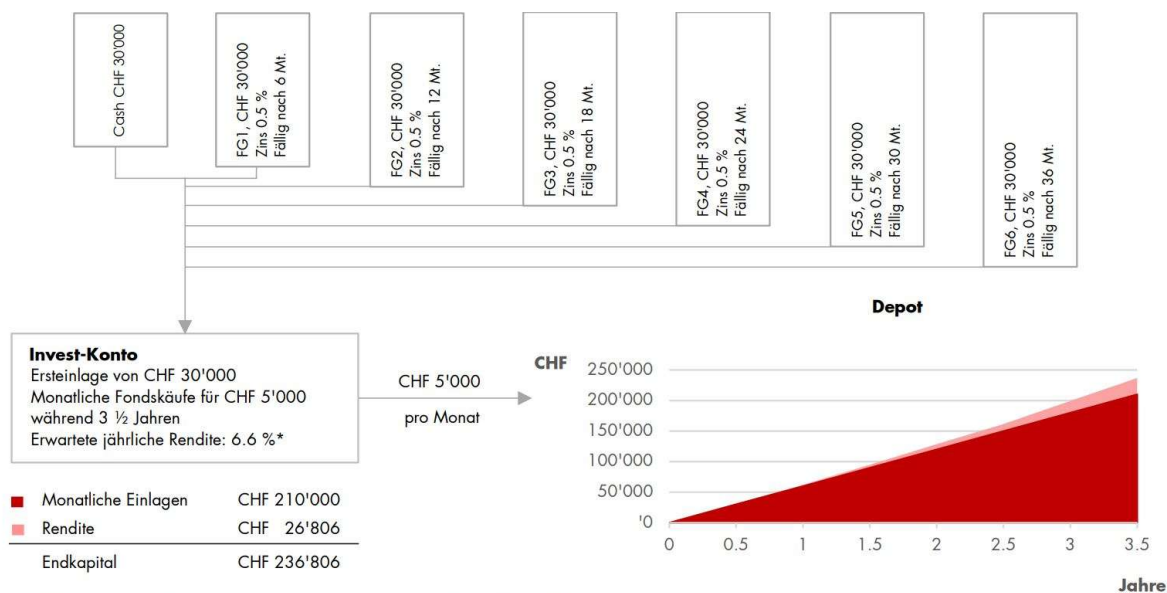 Cash CHF 30'000
FG1, CHF 30'000
Zins 0.5 %
Fällig nach 6 Mt.
FG2, CHF 30'000
Zins 0.5 %
Fällig nach 12 Mt.
FG3, CHF 30'000
Zins 0.5 %
Fällig nach 18 Mt.
FG4, CHF 30'000
Zins 0.5 %
Fällig nach 24 Mt.
FG5, CHF 30'000
Zins 0.5 %
Fällig nach 30 Mt.
FG6, CHF 30'000
Zins 0.5 %
Fällig nach 36 Mt.
Invest-Konto
Ersteinlage von CHF 30'000
Monatliche Fondskäufe für CHF 5'000
während 3 ½ Jahren
Erwartete jährliche Rendite: 6.6 %*
CHF 5'000
pro Monat
Monatliche Einlagen CHF 210'000
Rendite CHF 26'806
Endkapital CHF 236'806
Depot
CHF
250'000
200'000
150'000
100'000
50'000
'0
0 0.5 1 1.5 2 2.5 3 3.5
Jahre